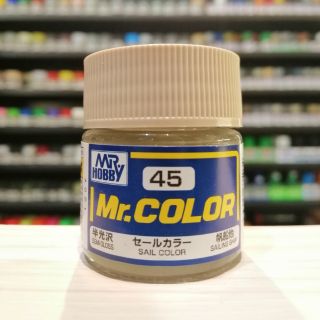 MR
HOBBY
45
Mr.COLOR
半光沢
SEMI GLOSS
セールカラー
SAIL COLOR
帆船他
SAILING SHIP